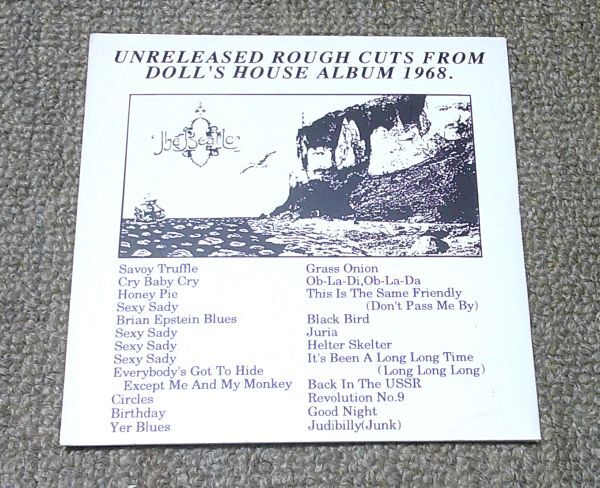 UNRELEASED ROUGH CUTS FROM
DOLL'S HOUSE ALBUM 1968.
The Beatles
Savoy Truffle
Cry Baby Cry
Honey Pie
Sexy Sady
Brian Epstein Blues
Sexy Sady
Sexy Sady
Sexy Sady
Everybody's Got To Hide
Except Me And My Monkey
Circles
Birthday
Yer Blues
Grass Onion
Ob-La-Di,Ob-La-Da
This Is The Same Friendly
(Don't Pass Me By)
Black Bird
Juria
Helter Skelter
It's Been A Long Long Time
(Long Long Long)
Back In The USSR
Revolution No.9
Good Night
Judibilly(Junk)